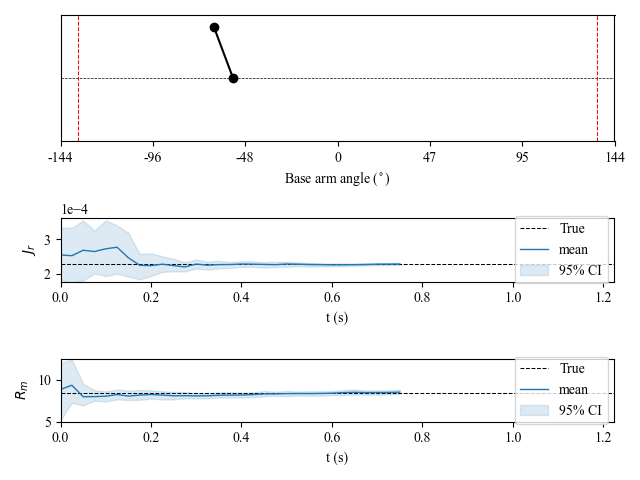 -144 -96 -48 0 47 95 144
Base arm angle (°)
1e−4
3
2
J_r
True
mean
95% CI
0.0 0.2 0.4 0.6 0.8 1.0 1.2
t (s)
10
5
R_m
True
mean
95% CI
0.0 0.2 0.4 0.6 0.8 1.0 1.2
t (s)